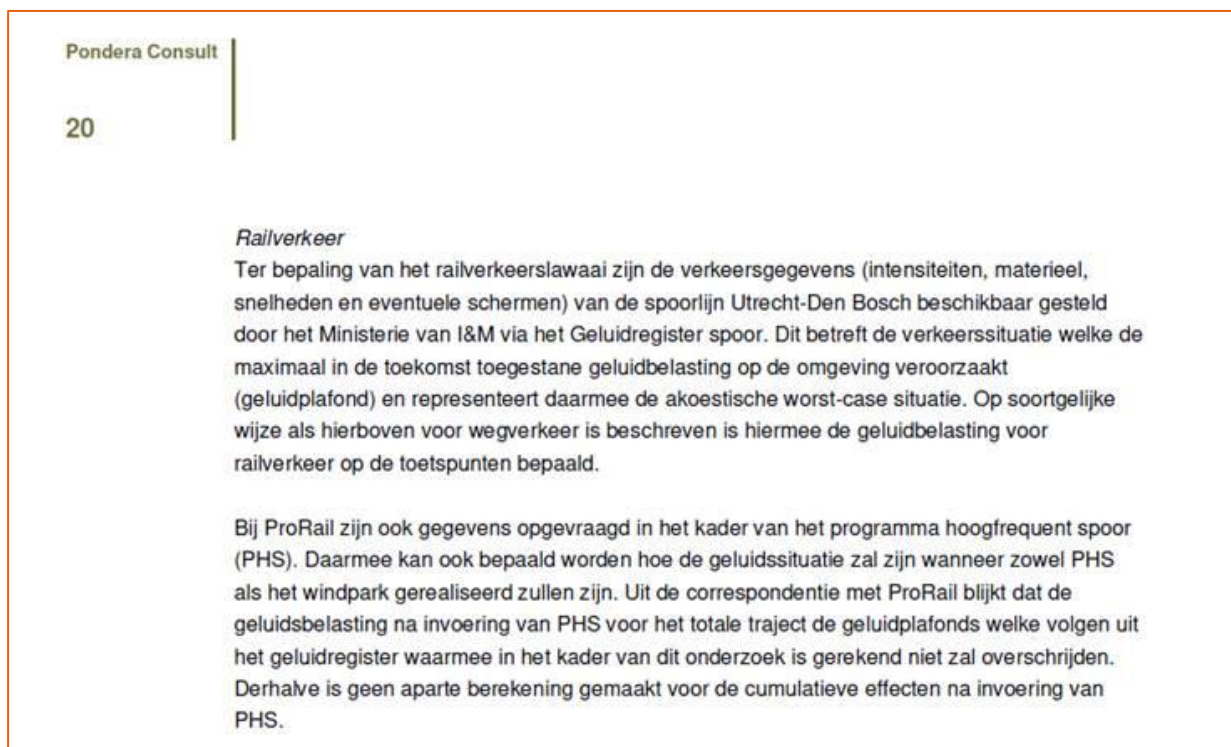 Pondera Consult
20
Railverkeer
Ter bepaling van het railverkeerslawaai zijn de verkeersgegevens (intensiteiten, materieel,
snelheden en eventuele schermen) van de spoorlijn Utrecht-Den Bosch beschikbaar gesteld
door het Ministerie van I&M via het Geluidregister spoor. Dit betreft de verkeerssituatie welke de
maximaal in de toekomst toegestane geluidbelasting op de omgeving veroorzaakt
(geluidplafond) en representeert daarmee de akoestische worst-case situatie. Op soortgelijke
wijze als hierboven voor wegverkeer is beschreven is hiermee de geluidbelasting voor
railverkeer op de toetspunten bepaald.
Bij ProRail zijn ook gegevens opgevraagd in het kader van het programma hoogfrequent spoor
(PHS). Daarmee kan ook bepaald worden hoe de geluidssituatie zal zijn wanneer zowel PHS
als het windpark gerealiseerd zullen zijn. Uit de correspondentie met ProRail blijkt dat de
geluidsbelasting na invoering van PHS voor het totale traject de geluidplafonds welke volgen uit
het geluidregister waarmee in het kader van dit onderzoek is gerekend niet zal overschrijden.
Derhalve is geen aparte berekening gemaakt voor de cumulatieve effecten na invoering van
PHS.